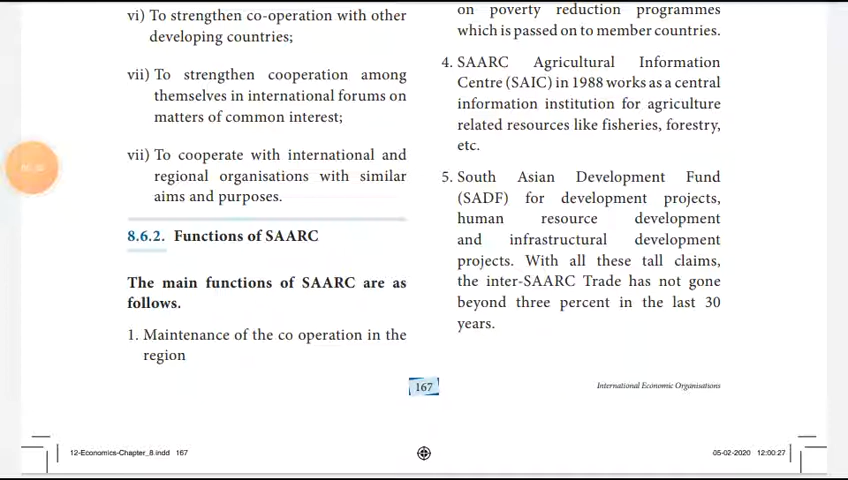 vi) To strengthen co-operation with other
developing countries;
vii) To strengthen cooperation among
themselves in international forums on
matters of common interest;
vii) To cooperate with international and
regional organisations with similar
aims and purposes.
8.6.2. Functions of SAARC
The main functions of SAARC are as
follows.
1. Maintenance of the co operation in the
region
on poverty reduction programmes
which is passed on to member countries.
4. SAARC Agricultural Information
Centre (SAIC) in 1988 works as a central
information institution for agriculture
related resources like fisheries, forestry,
etc.
5. South Asian Development Fund
(SADF) for development projects,
human resource development
and infrastructural development
projects. With all these tall claims,
the inter-SAARC Trade has not gone
beyond three percent in the last 30
years.
167
International Economic Organisations
12-Economics-Chapter_8.indd 167
05-02-2020 12:00:27